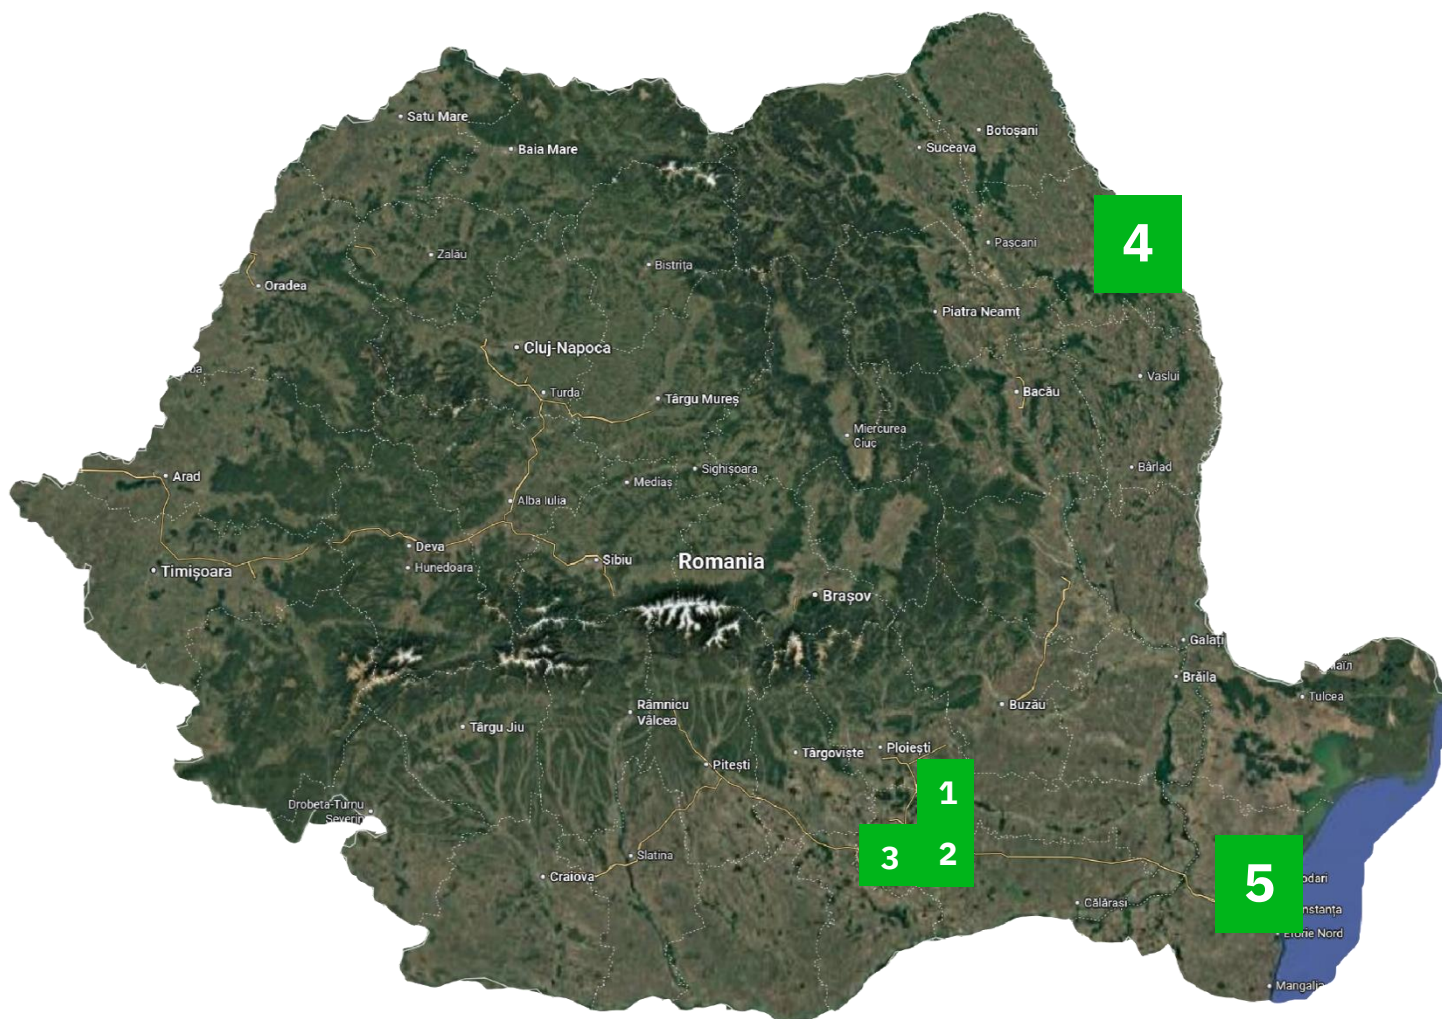 Satu Mare
Baia Mare
Botoșani
Suceava
4
Pașcani
Zalău
Bistrița
Oradea
Piatra Neamț
Cluj-Napoca
Vaslui
Turda
Târgu Mureș
Bacău
Miercurea
Ciuc
Arad
Sighișoara
Bârlad
Mediaș
Alba Iulia
Deva
Timișoara
Hunedoara
Sibiu
Romania
Brașov
Galați
Brăila
Tulcea
Râmnicu
Vâlcea
Buzău
Târgu Jiu
Târgoviște
Ploiești
Pitești
1
Drobeta-Turnu
Severin
3
2
Slatina
Craiova
5
odari
Călărași
nstanța
Eforie Nord
Mangalia